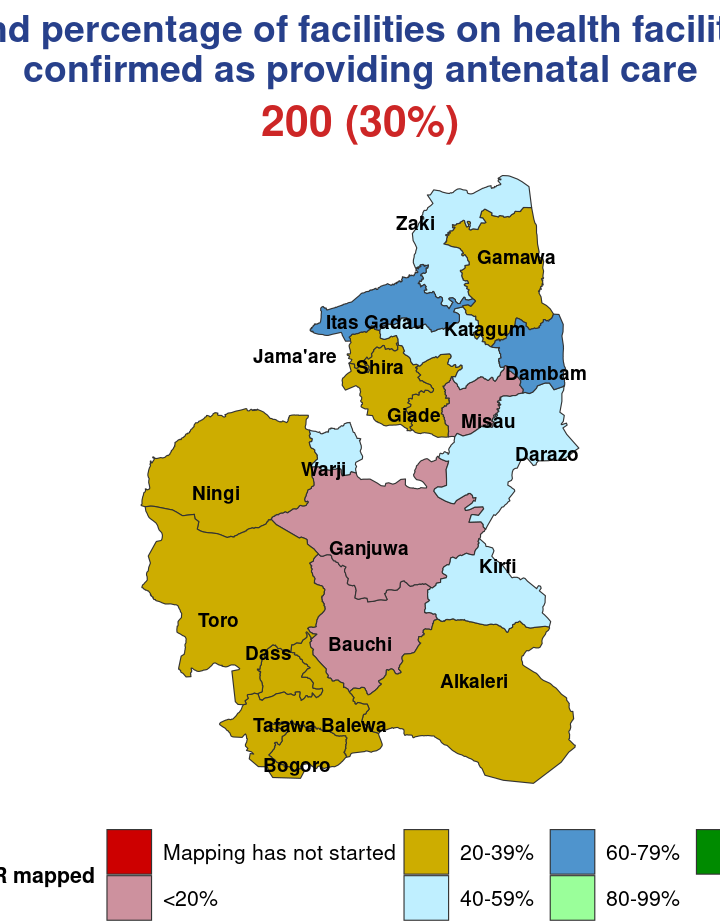 nd percentage of facilities on health facilit
confirmed as providing antenatal care
200 (30%)
Zaki
Gamawa
Itas Gadau
Katagum
Jama'are
Shira
Dambam
Giade
Misau
Darazo
Warji
Ningi
Ganjuwa
Kirfi
Toro
Bauchi
Dass
Alkaleri
Tafawa Balewa
Bogoro
R mapped
Mapping has not started
<20%
20-39%
40-59%
60-79%
80-99%